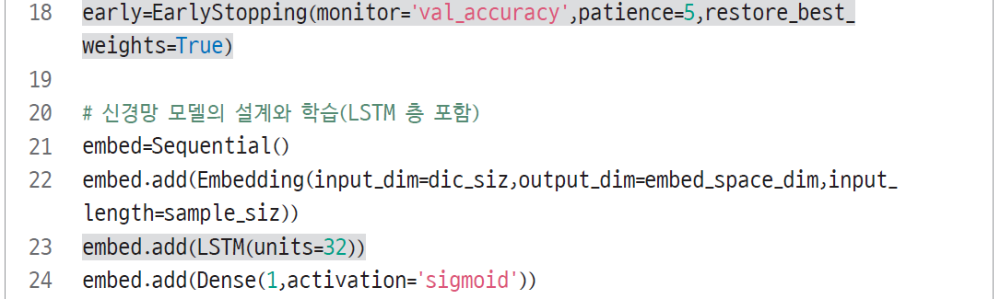 18 early=EarlyStopping(monitor='val_accuracy',patience=5,restore_best_
weights=True)
19
20 # 신경망 모델의 설계와 학습(LSTM 층 포함)
21 embed=Sequential()
22 embed.add(Embedding(input_dim=dic_siz,output_dim=embed_space_dim,input_
length=sample_siz))
23 embed.add(LSTM(units=32))
24 embed.add(Dense(1,activation='sigmoid'))